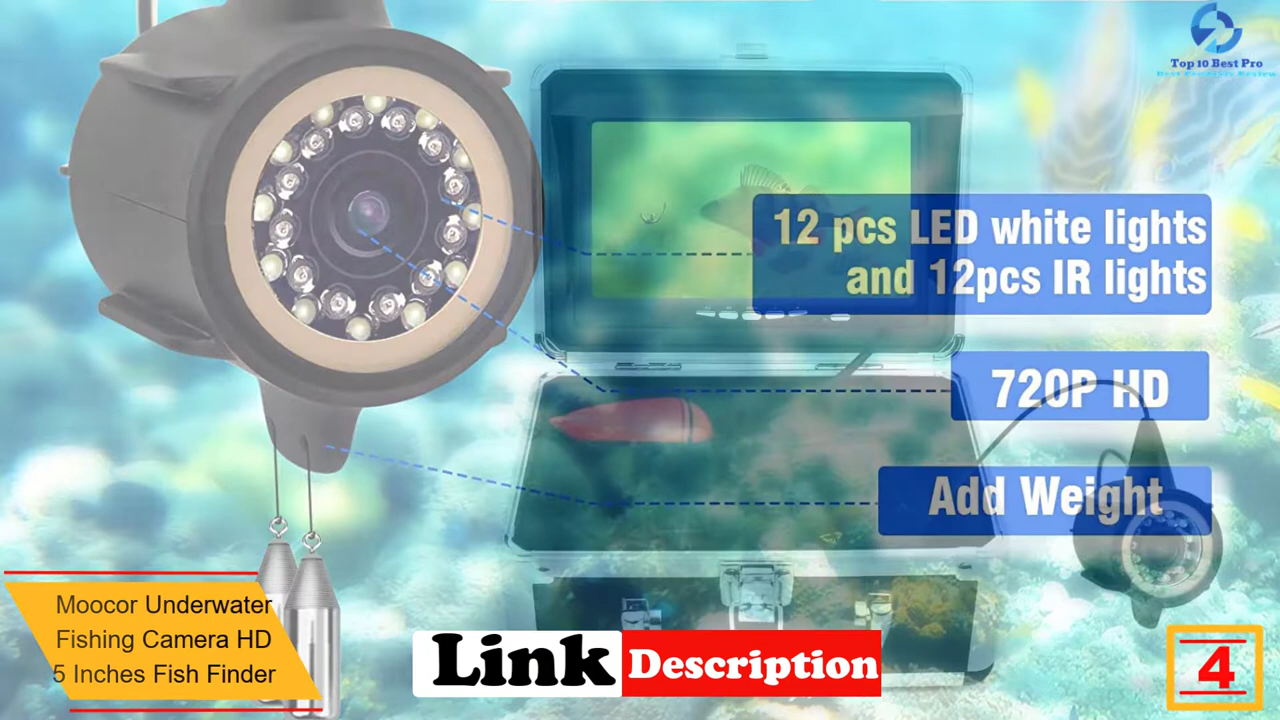 Top 10 Best Pro
12 pcs LED white lights
and 12pcs IR lights
720P HD
Add Weight
Moocor Underwater
Fishing Camera HD
5 Inches Fish Finder
Link Description
4